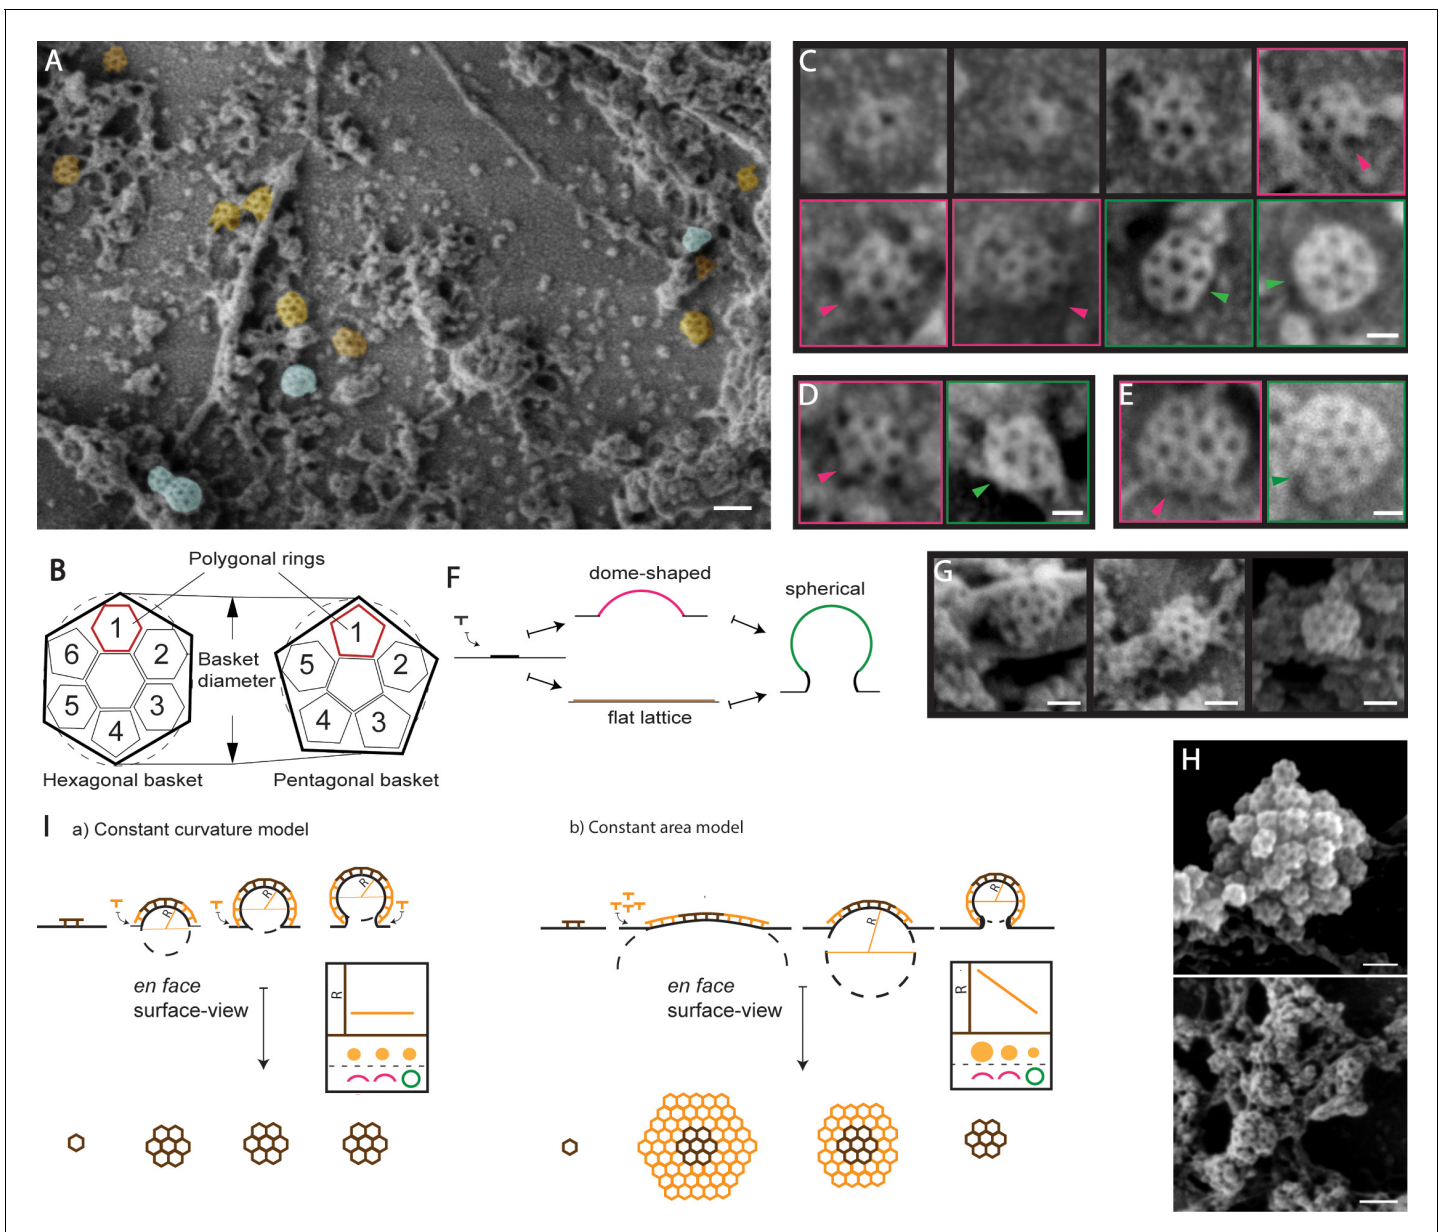 A
C
D
E
B
Polygonal rings
1
6
2
5
3
4
Basket
diameter
1
5
2
4
3
Hexagonal basket
Pentagonal basket
F
dome-shaped
spherical
flat lattice
G
H
I
a) Constant curvature model
R
R
R
en face
surface-view
R
b) Constant area model
R
R
en face
surface-view
R